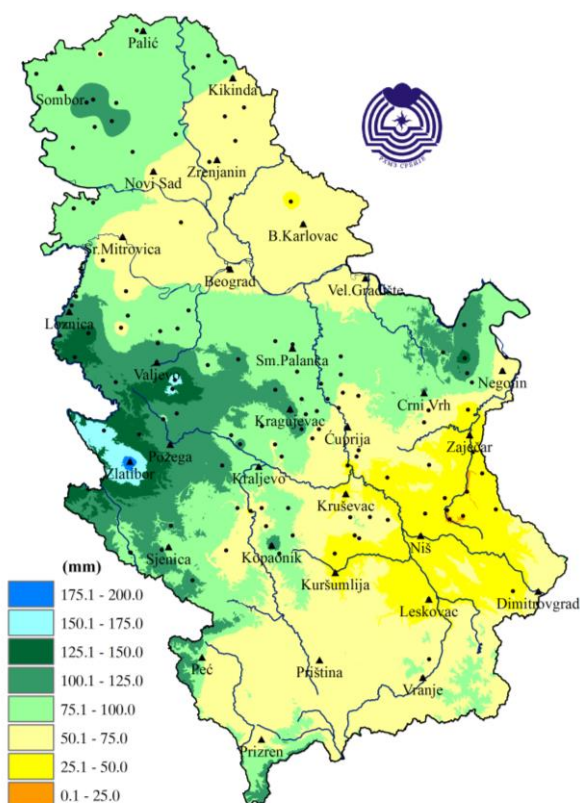 Palić
Sombor
Kikinda
Zrenjanin
Novi Sad
B.Karlovac
Sr.Mitrovica
Beograd
Vel.Gradište
Loznica
Valjevo
Sm.Palanka
Negotin
Crni Vrh
Kragujevac
Ćuprija
Zaječar
Požega
Zlatibor
Kraljevo
Kruševac
Niš
Sjenica
Kopaonik
Kuršumlija
Leskovac
Dimitrovgrad
Peć
Priština
Vranje
Prizren
РХМЗ СРБИЈЕ
(mm)
175.1 - 200.0
150.1 - 175.0
125.1 - 150.0
100.1 - 125.0
75.1 - 100.0
50.1 - 75.0
25.1 - 50.0
0.1 - 25.0